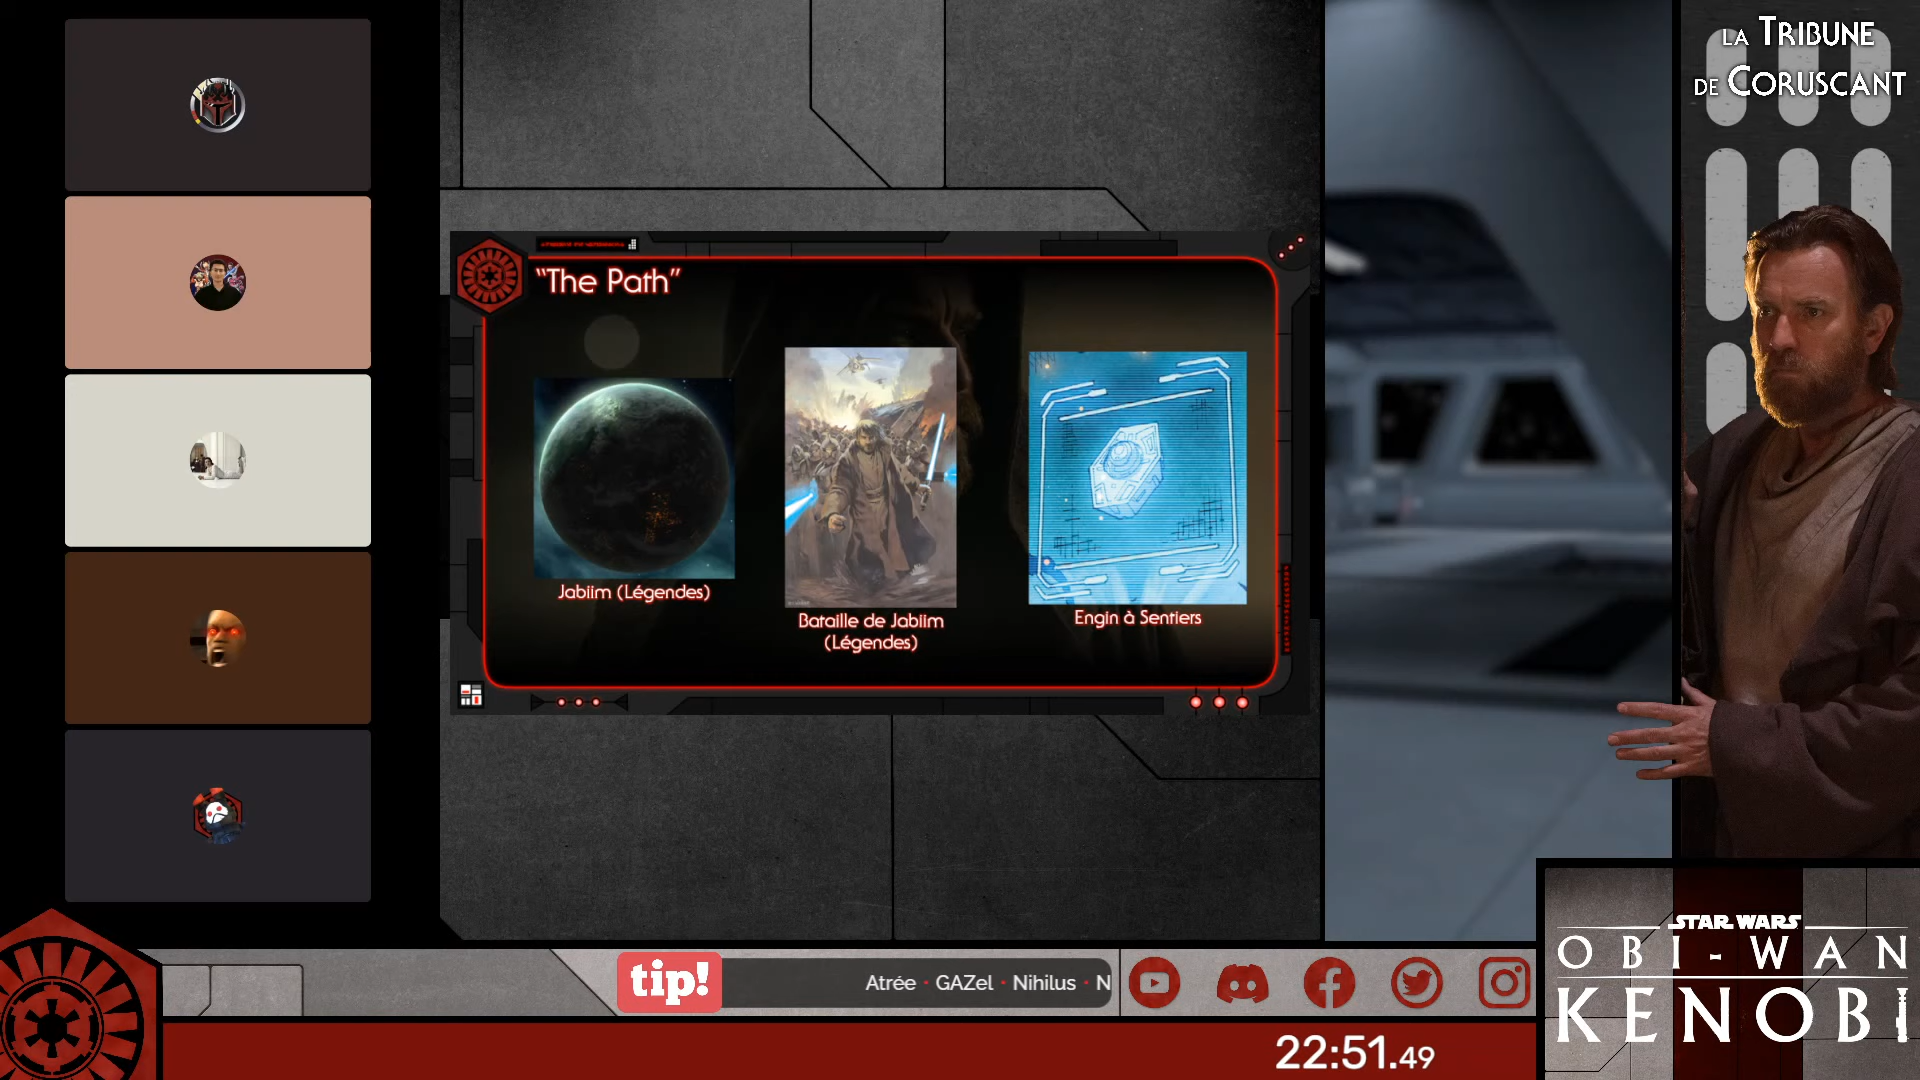 LA TRIBUNE
DE CORUSCANT
“The Path”
Jabiim (Légendes)
Bataille de Jabiim
(Légendes)
Engin à Sentiers
tip!
Atrée · GAZel · Nihilus · N
22:51.49
STAR WARS
OBI-WAN
KENOBI